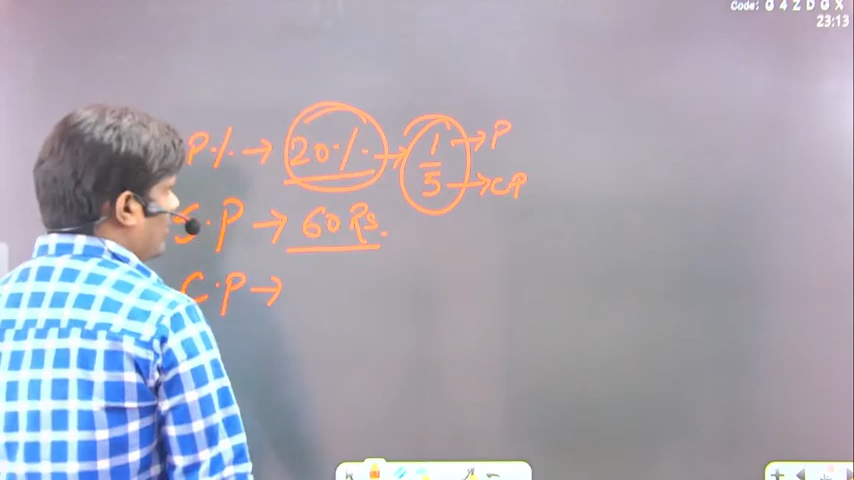 Code: G 4 Z D G X
23:13
P·/· → 20·/· → 1/5 → P → C.P
S.P → 60 Rs.
C.P →